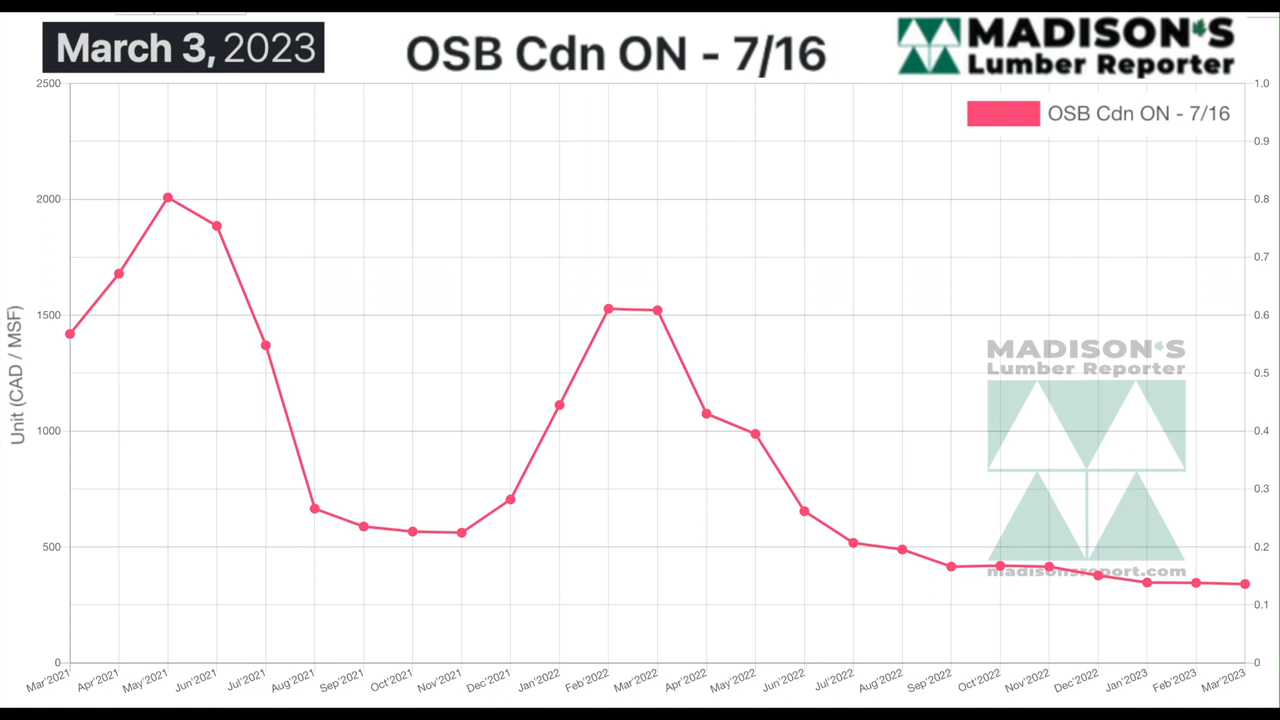 March 3, 2023
OSB Cdn ON - 7/16
MADISON'S
Lumber Reporter
OSB Cdn ON - 7/16
Unit (CAD / MSF)
2500
2000
1500
1000
500
0
1.0
0.9
0.8
0.7
0.6
0.5
0.4
0.3
0.2
0.1
0
MADISON'S
Lumber Reporter
madisonsreport.com
Mar'2021
Apr'2021
May'2021
Jun'2021
Jul'2021
Aug'2021
Sep'2021
Oct'2021
Nov'2021
Dec'2021
Jan'2022
Feb'2022
Mar'2022
Apr'2022
May'2022
Jun'2022
Jul'2022
Aug'2022
Sep'2022
Oct'2022
Nov'2022
Dec'2022
Jan'2023
Feb'2023
Mar'2023